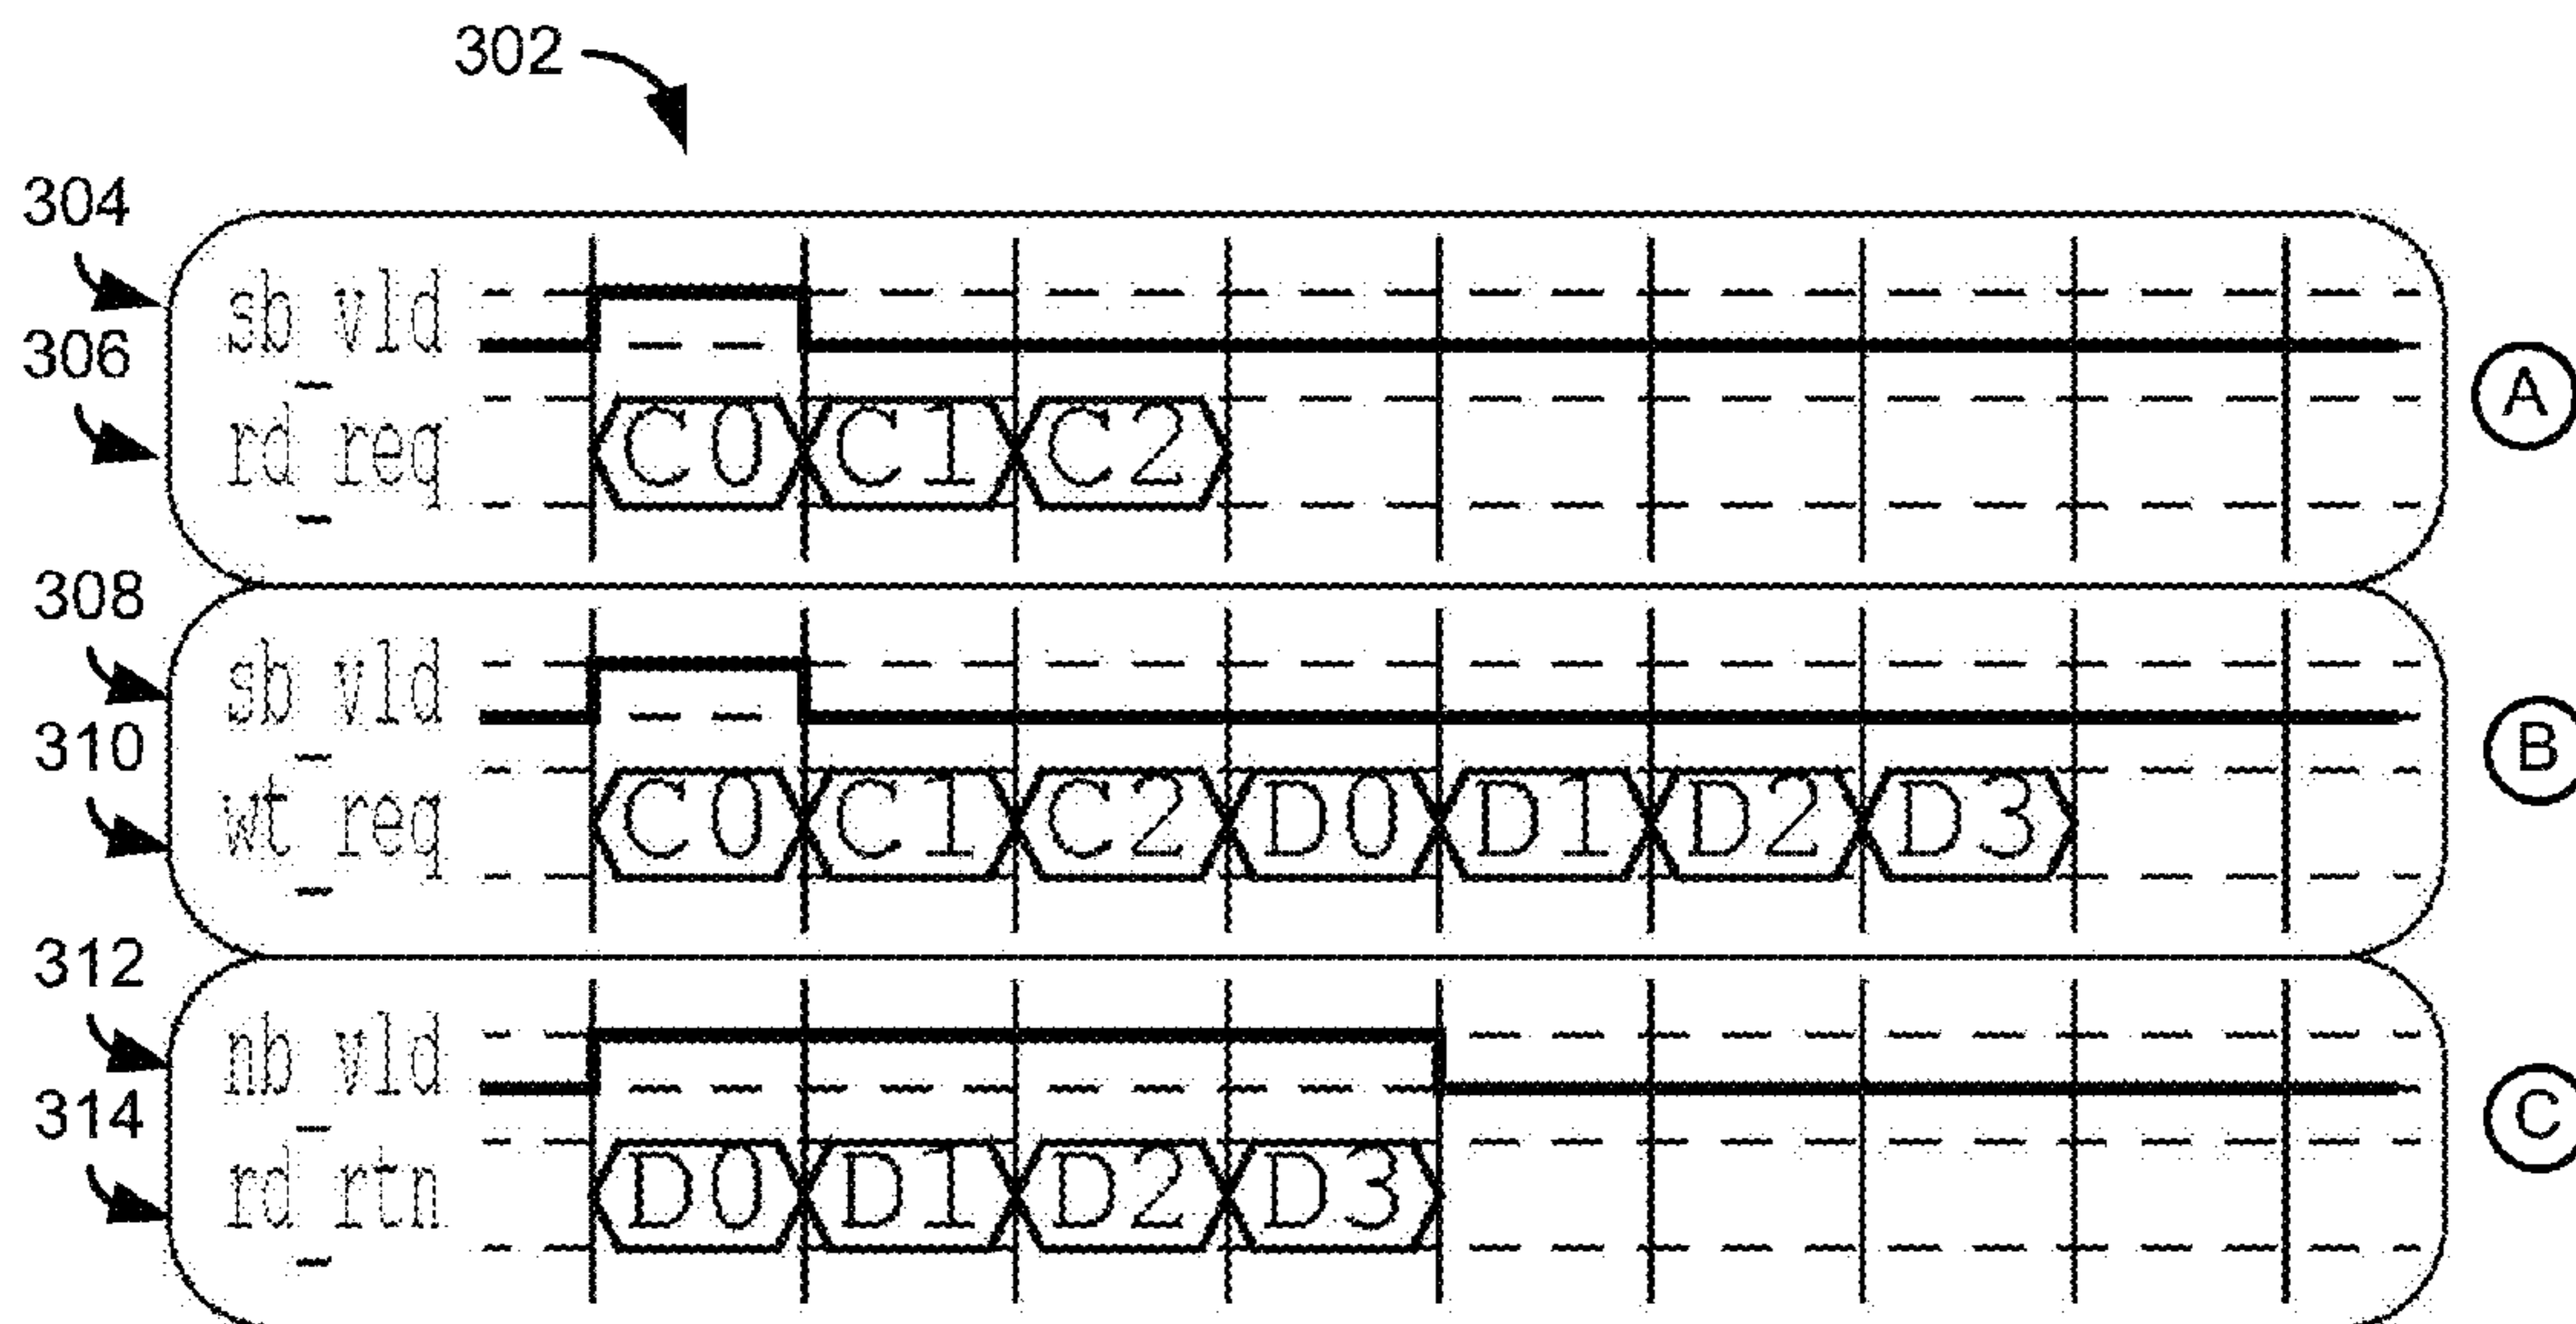 302
304
sb_vld
306
A
rd_req C0 C1 C2
308
sb_vld
310
B
wt_req C0 C1 C2 D0 D1 D2 D3
312
nb_vld
314
C
rd_rtn D0 D1 D2 D3